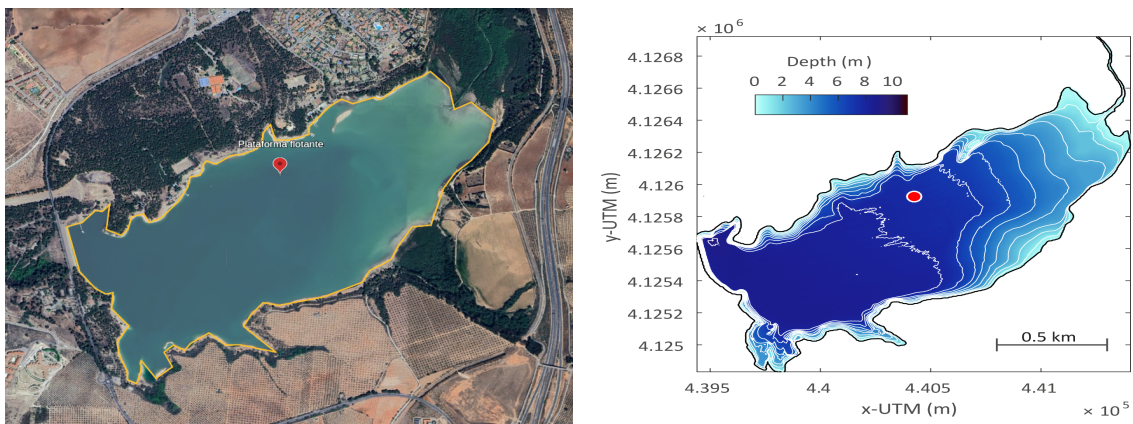 Plataforma flotante
× 10⁶
4.1268
4.1266
4.1264
4.1262
4.126
4.1258
4.1256
4.1254
4.1252
4.125
y-UTM (m)
Depth (m)
0 2 4 6 8 10
0.5 km
4.395 4.4 4.405 4.41
x-UTM (m)
× 10⁵